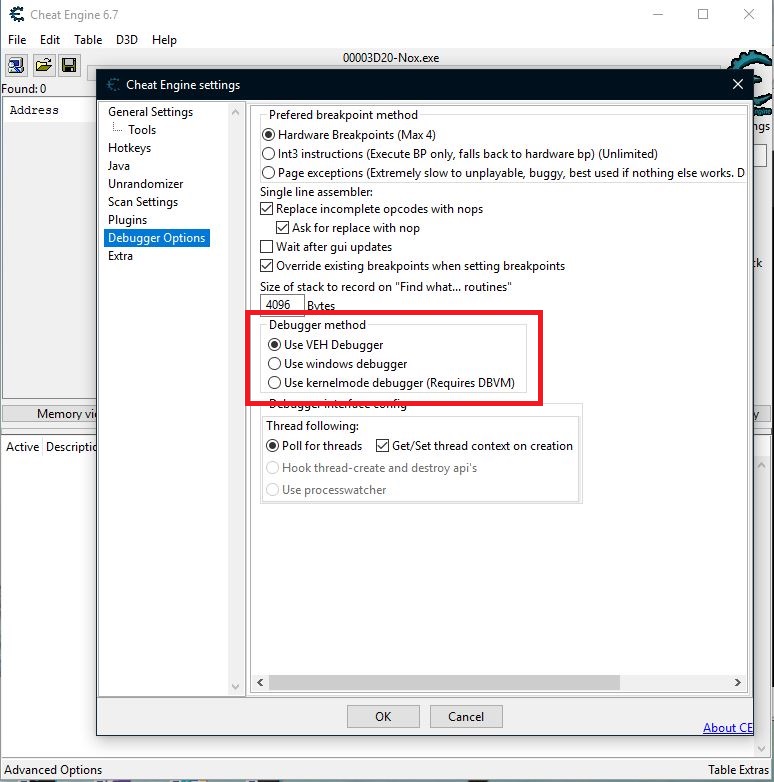 Cheat Engine 6.7
File Edit Table D3D Help
00003D20-Nox.exe
Found: 0
Address
Cheat Engine settings
General Settings
Tools
Hotkeys
Java
Unrandomizer
Scan Settings
Plugins
Debugger Options
Extra
Prefered breakpoint method
Hardware Breakpoints (Max 4)
Int3 instructions (Execute BP only, falls back to hardware bp) (Unlimited)
Page exceptions (Extremely slow to unplayable, buggy, best used if nothing else works. D
Single line assembler:
Replace incomplete opcodes with nops
Ask for replace with nop
Wait after gui updates
Override existing breakpoints when setting breakpoints
Size of stack to record on "Find what... routines"
4096 Bytes
Debugger method
Use VEH Debugger
Use windows debugger
Use kernelmode debugger (Requires DBVM)
Debugger interface config
Thread following:
Poll for threads Get/Set thread context on creation
Hook thread-create and destroy api's
Use processwatcher
OK Cancel
About CE
ngs
ck
Memory vi
y
Active Descriptio
Advanced Options Table Extras